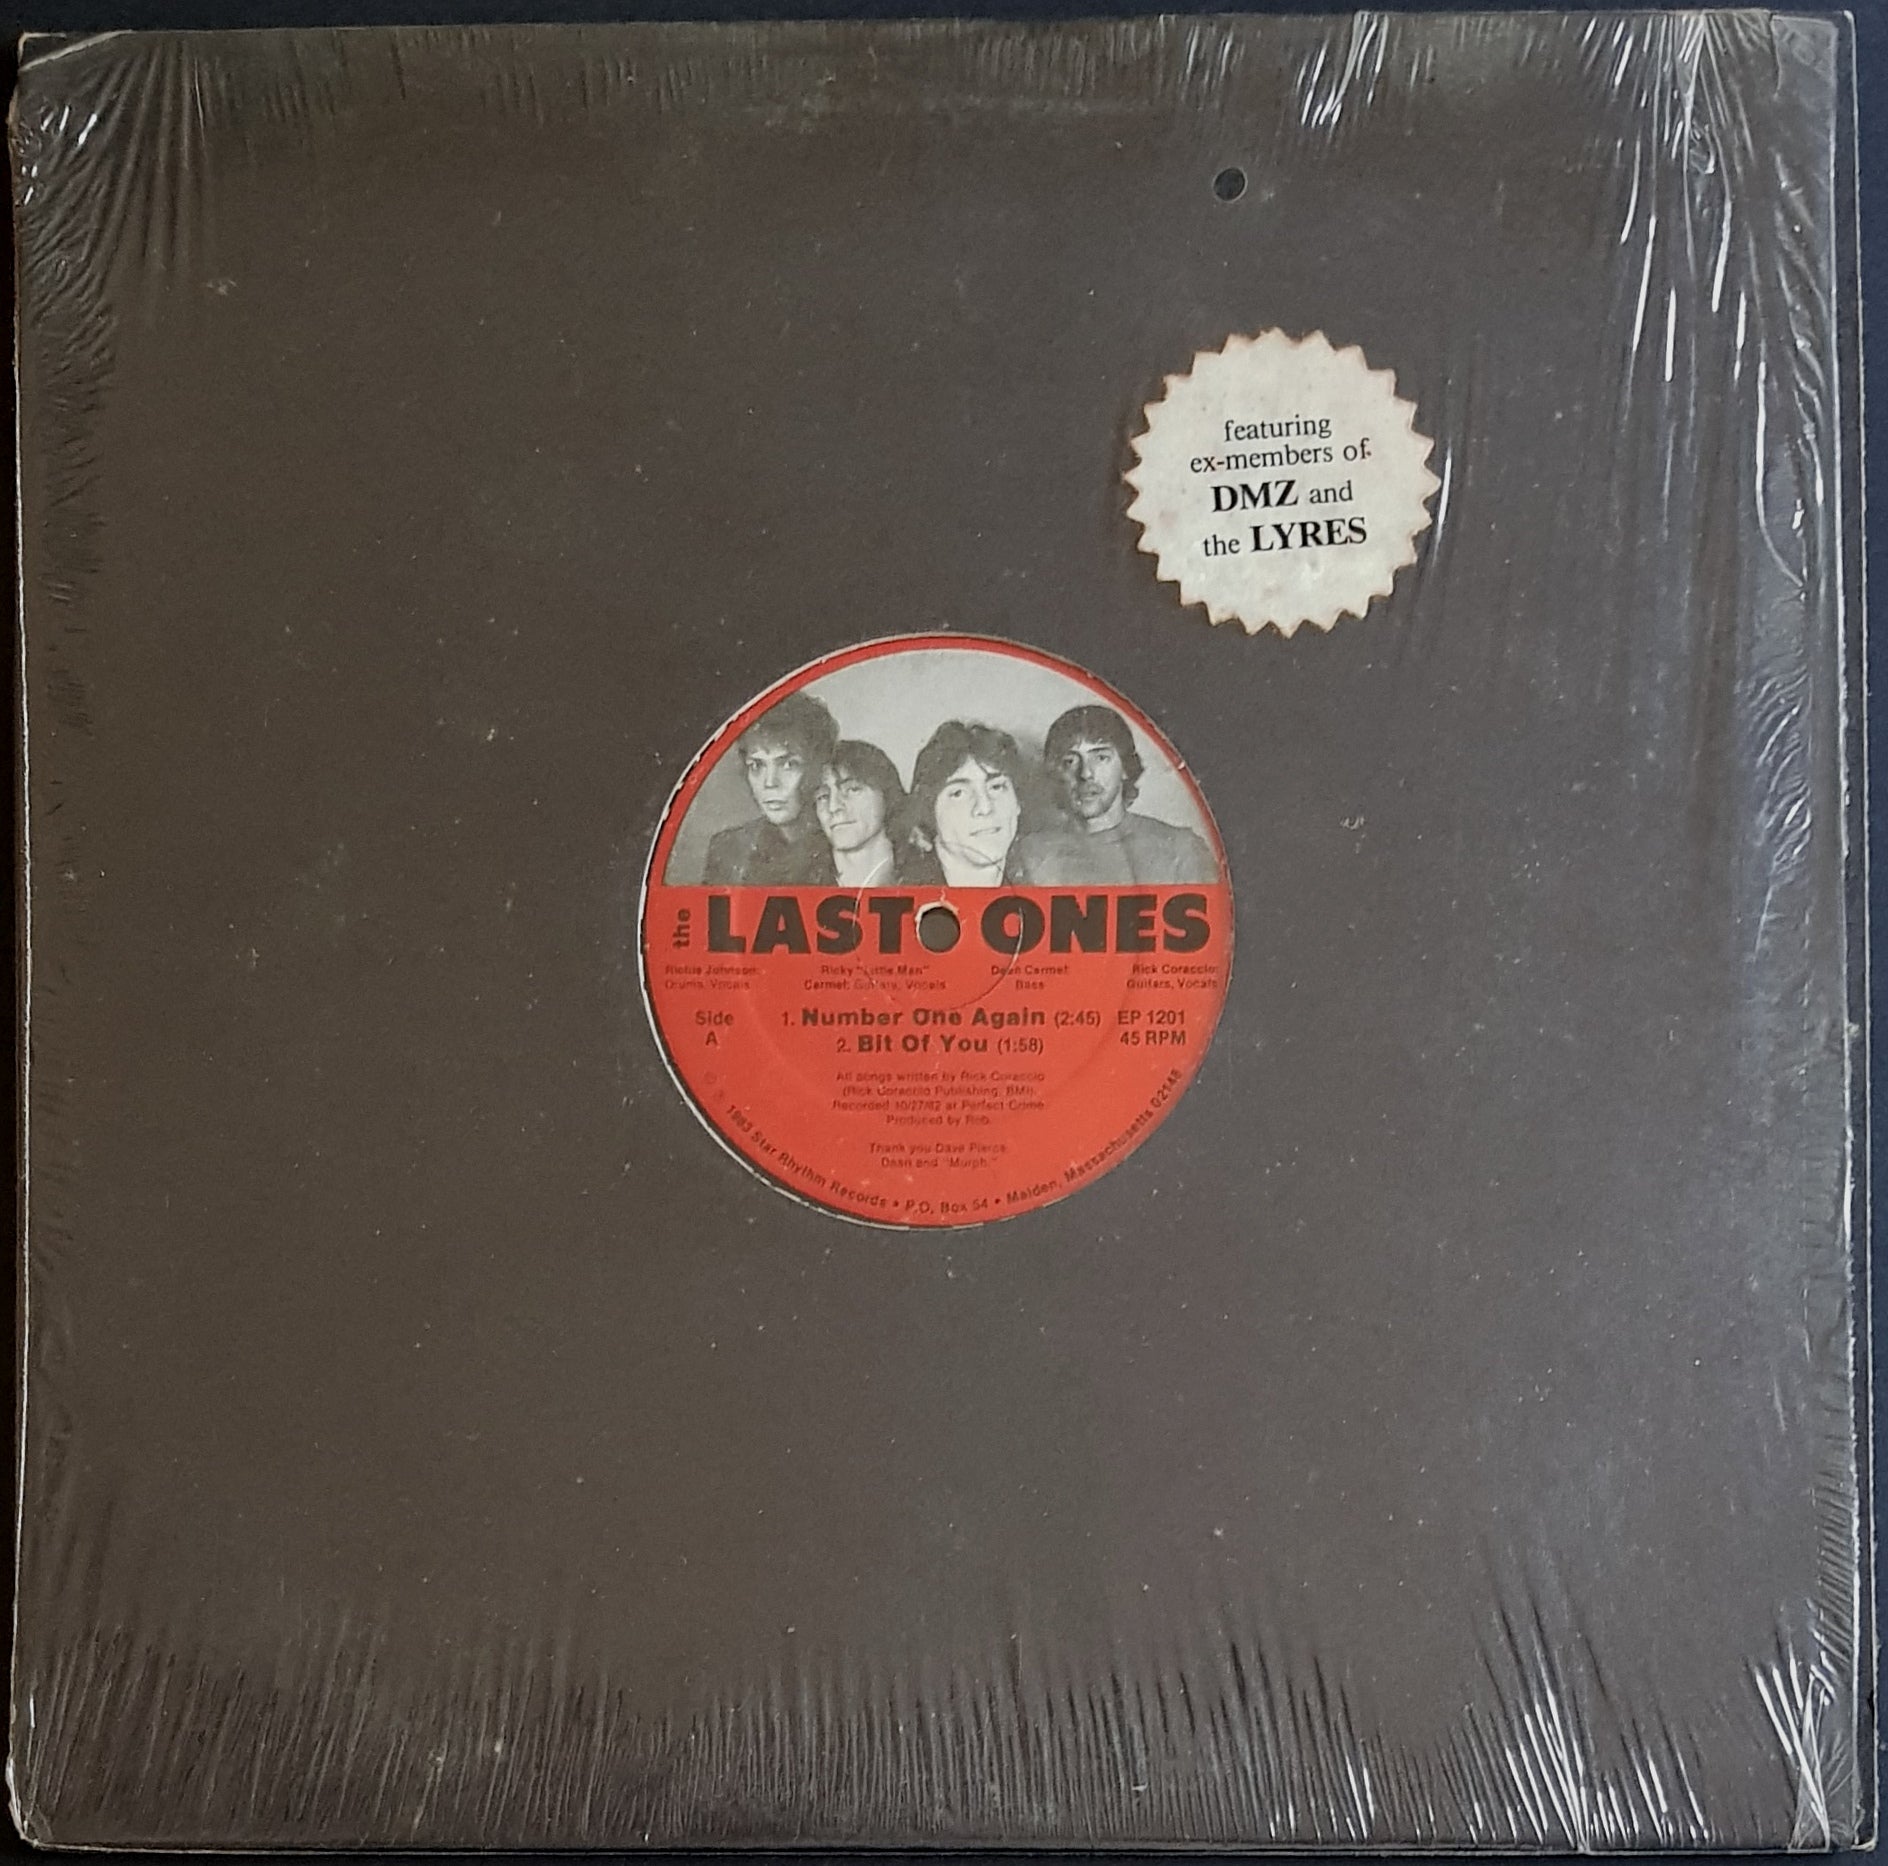 featuring
ex-members of
DMZ and
the LYRES
the LAST ONES
Richie Johnson: Ricky "Little Man" Dean Carmel: Rick Coraccio:
Drums, Vocals Carmel: Guitars, Vocals Bass Guitars, Vocals
Side 1. Number One Again (2:45) EP 1201
A 2. Bit Of You (1:58) 45 RPM
All songs written by Rick Coraccio
(Rick Coraccio Publishing, BMI).
Recorded 10/27/82 at Perfect Crime
Produced by Rob.
Thank you Dave Pierce,
Dean and "Murph."
© ℗ 1983 Star Rhythm Records • P.O. Box 54 • Malden, Massachusetts 02148